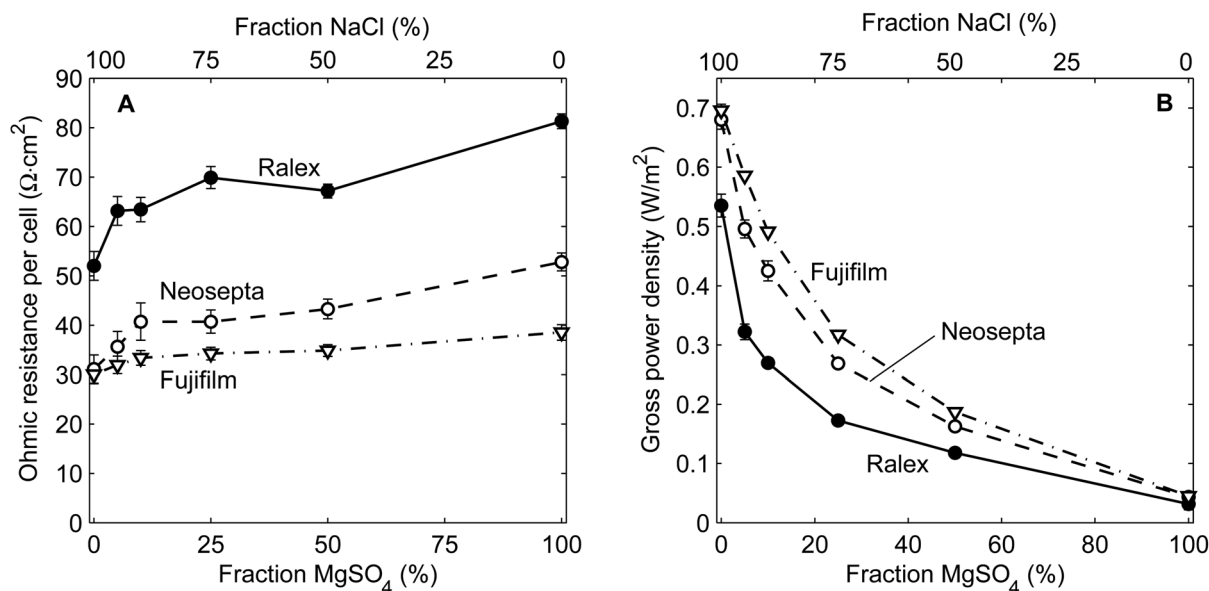 Fraction NaCl (%)
100 75 50 25 0
90
80
70
60
50
40
30
20
10
0
Ohmic resistance per cell (Ω·cm²)
A
Ralex
Neosepta
Fujifilm
0 25 50 75 100
Fraction MgSO₄ (%)
Fraction NaCl (%)
100 75 50 25 0
0.7
0.6
0.5
0.4
0.3
0.2
0.1
0
Gross power density (W/m²)
B
Fujifilm
Neosepta
Ralex
0 20 40 60 80 100
Fraction MgSO₄ (%)